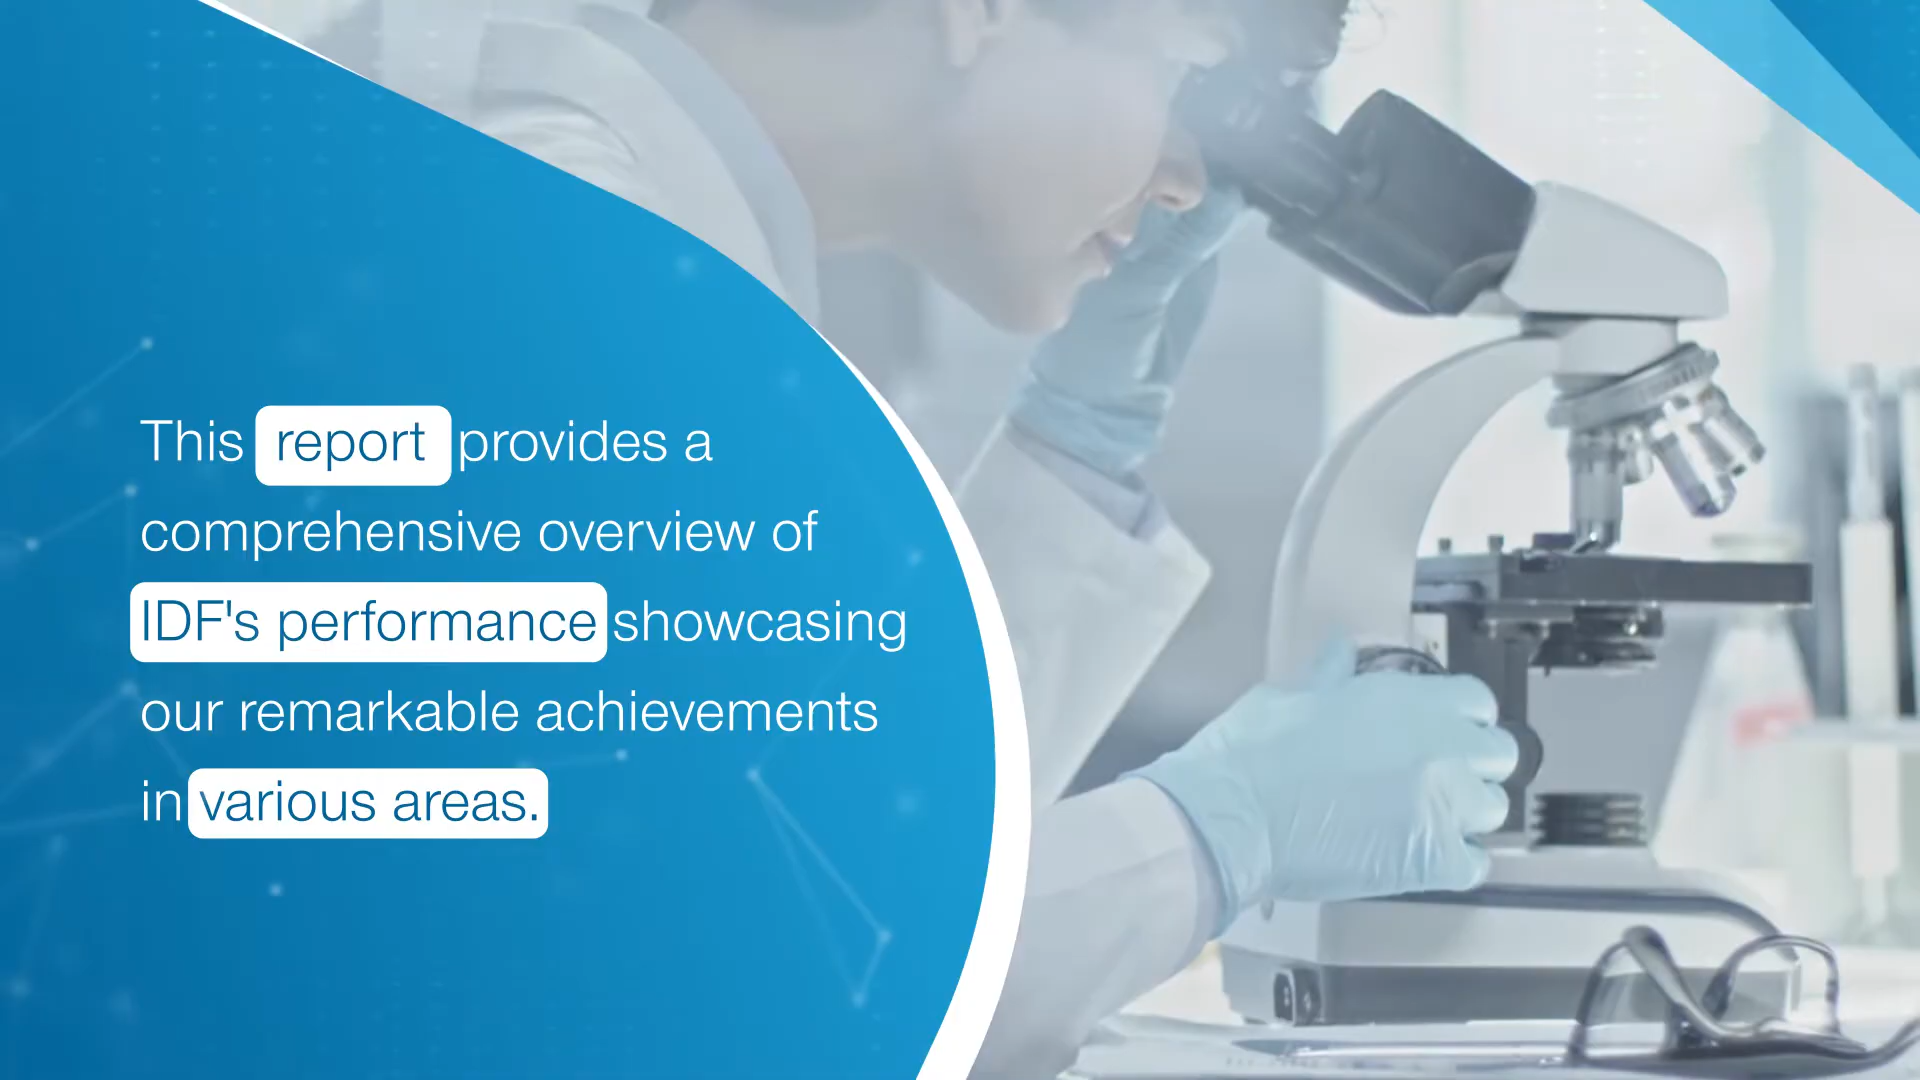 This report provides a
comprehensive overview of
IDF's performance showcasing
our remarkable achievements
in various areas.